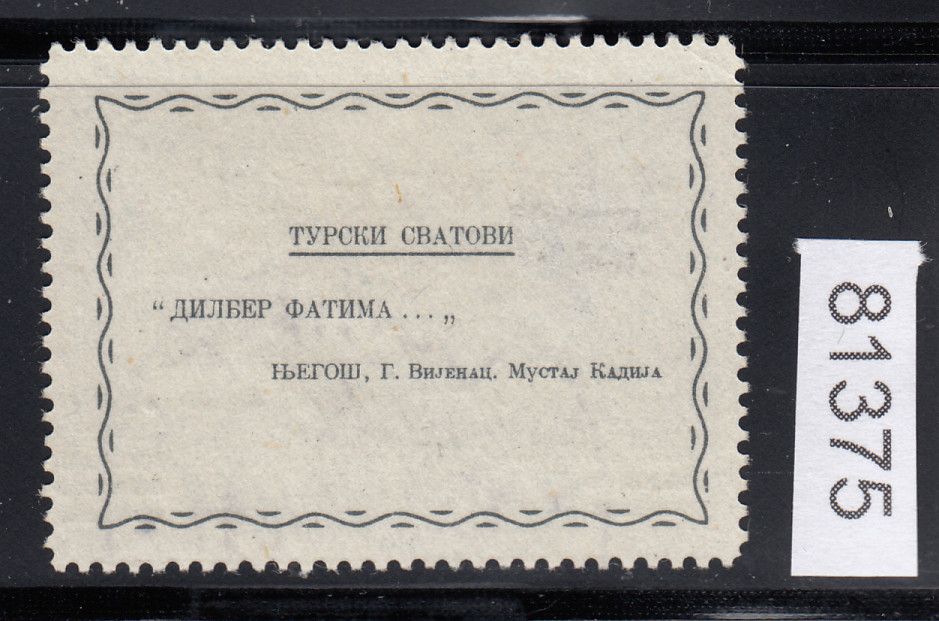 ТУРСКИ СВАТОВИ
“ ДИЛБЕР ФАТИМА . . . „
ЊЕГОШ, Г. Вијенац. Мустај Кадија
81375